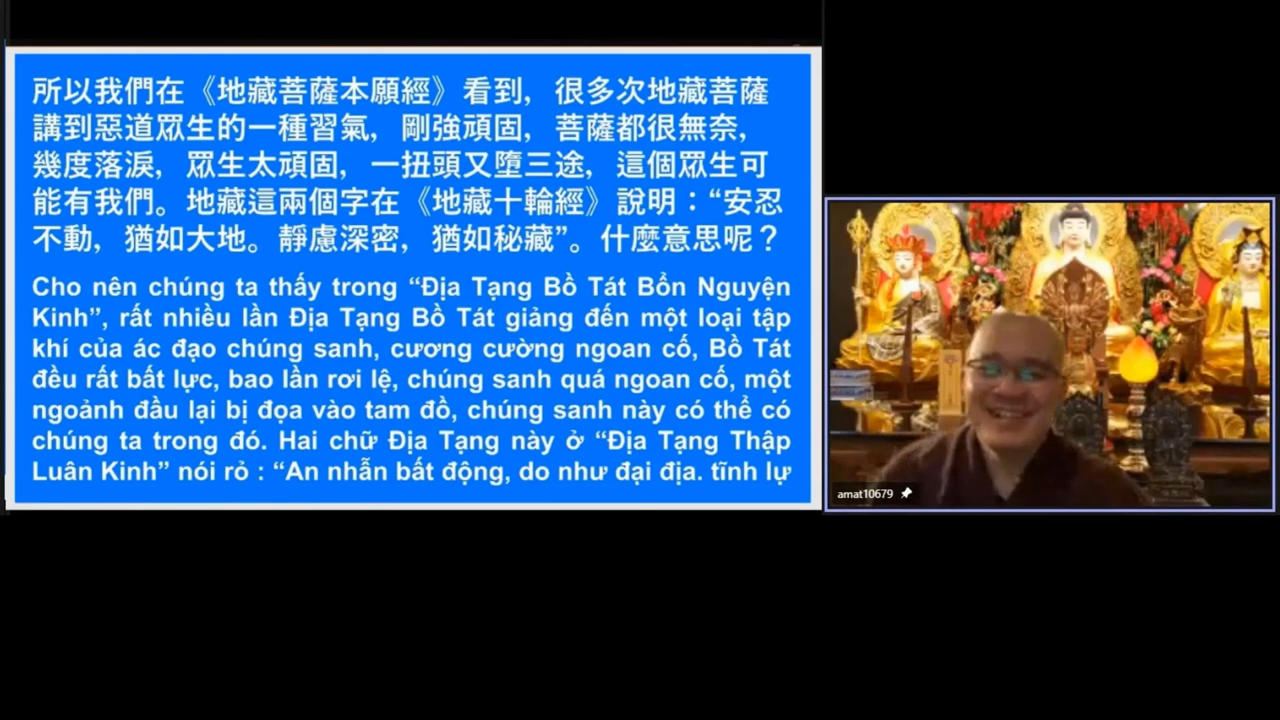 所以我們在《地藏菩薩本願經》看到，很多次地藏菩薩
講到惡道眾生的一種習氣，剛強頑固，菩薩都很無奈，
幾度落淚，眾生太頑固，一扭頭又墮三途，這個眾生可
能有我們。地藏這兩個字在《地藏十輪經》說明：“安忍
不動，猶如大地。靜慮深密，猶如秘藏”。什麼意思呢？
Cho nên chúng ta thấy trong “Địa Tạng Bồ Tát Bổn Nguyện
Kinh”, rất nhiều lần Địa Tạng Bồ Tát giảng đến một loại tập
khí của ác đạo chúng sanh, cương cường ngoan cố, Bồ Tát
đều rất bất lực, bao lần rơi lệ, chúng sanh quá ngoan cố, một
ngoảnh đầu lại bị đọa vào tam đồ, chúng sanh này có thể có
chúng ta trong đó. Hai chữ Địa Tạng này ở “Địa Tạng Thập
Luân Kinh” nói rỏ : “An nhẫn bất động, do như đại địa. tĩnh lự
amat10679